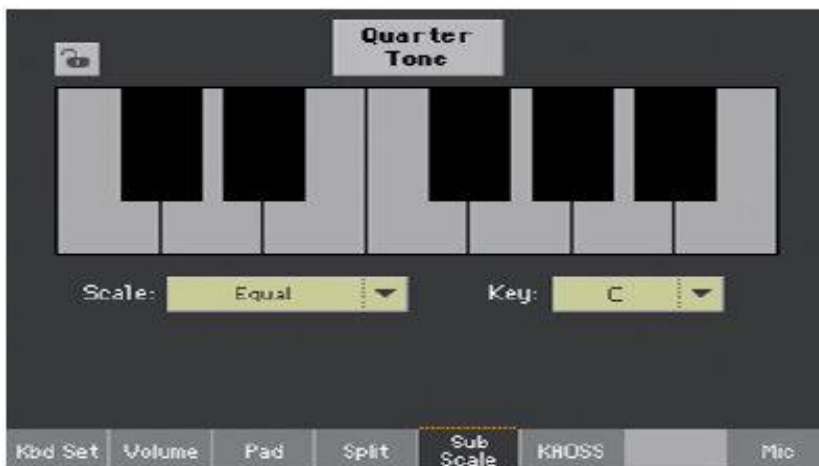 Quarter
Tone
Scale: Equal Key: C
Kbd Set Volume Pad Split Sub Scale KAOSS Mic